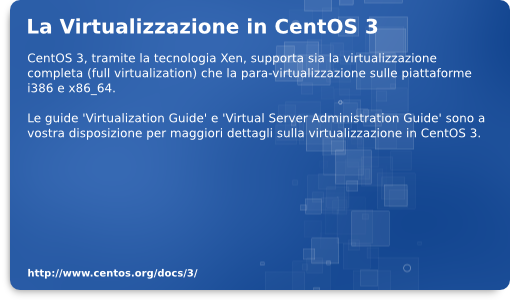 La Virtualizzazione in CentOS 3
CentOS 3, tramite la tecnologia Xen, supporta sia la virtualizzazione
completa (full virtualization) che la para-virtualizzazione sulle piattaforme
i386 e x86_64.
Le guide 'Virtualization Guide' e 'Virtual Server Administration Guide' sono a
vostra disposizione per maggiori dettagli sulla virtualizzazione in CentOS 3.
http://www.centos.org/docs/3/